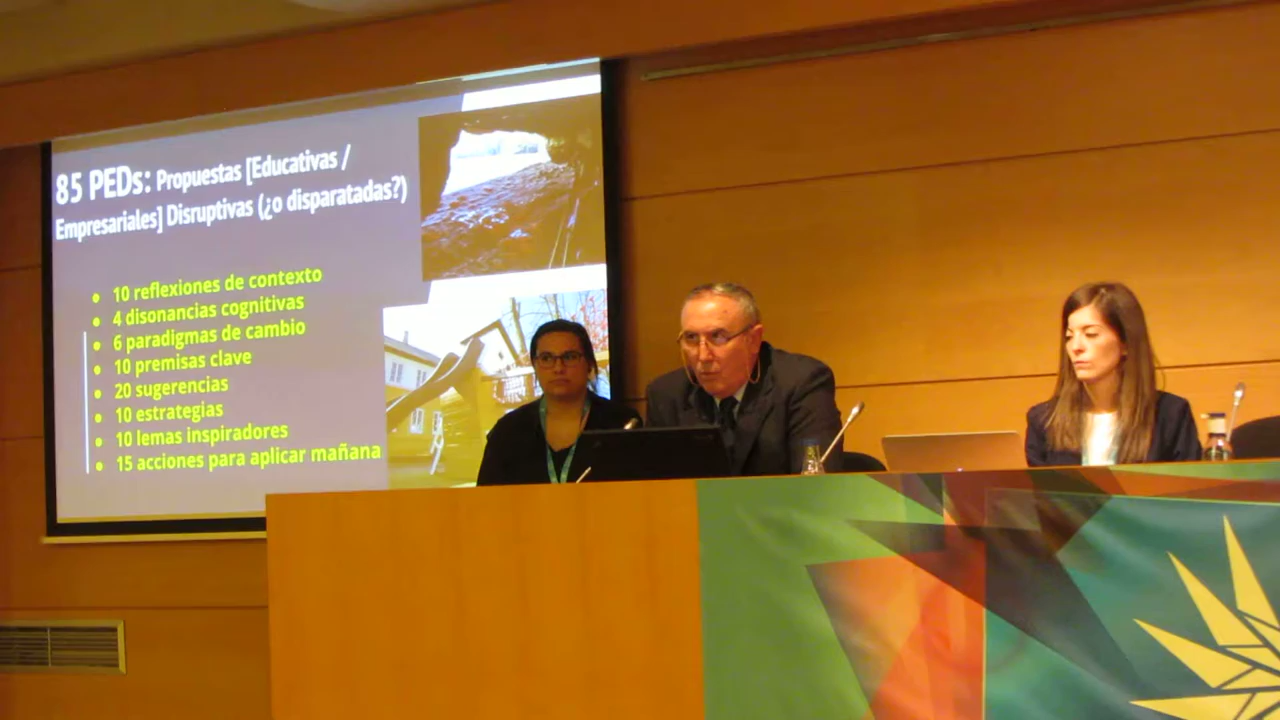 85 PEDs: Propuestas [Educativas /
Empresariales] Disruptivas (¿o disparatadas?)
• 10 reflexiones de contexto
• 4 disonancias cognitivas
• 6 paradigmas de cambio
• 10 premisas clave
• 20 sugerencias
• 10 estrategias
• 10 lemas inspiradores
• 15 acciones para aplicar mañana